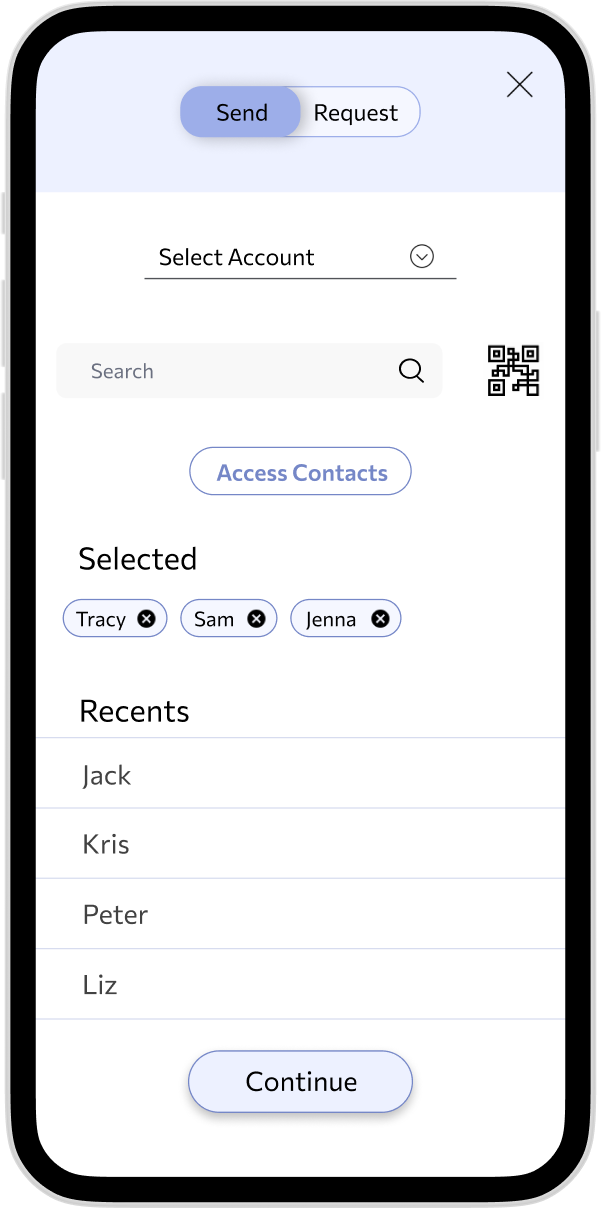 Send Request
Select Account
Search
Access Contacts
Selected
Tracy Sam Jenna
Recents
Jack
Kris
Peter
Liz
Continue